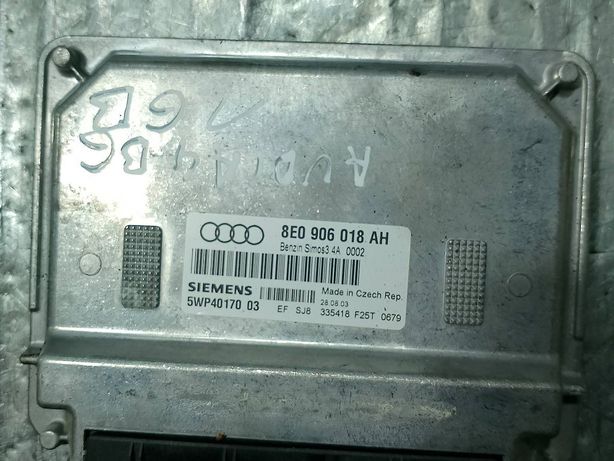 8E0 906 018 AH
Benzin Simos3.4A 0002
SIEMENS Made in Czech Rep.
5WP40170 03 28.08.03
EF SJ8 335418 F25T 0679
AUDI